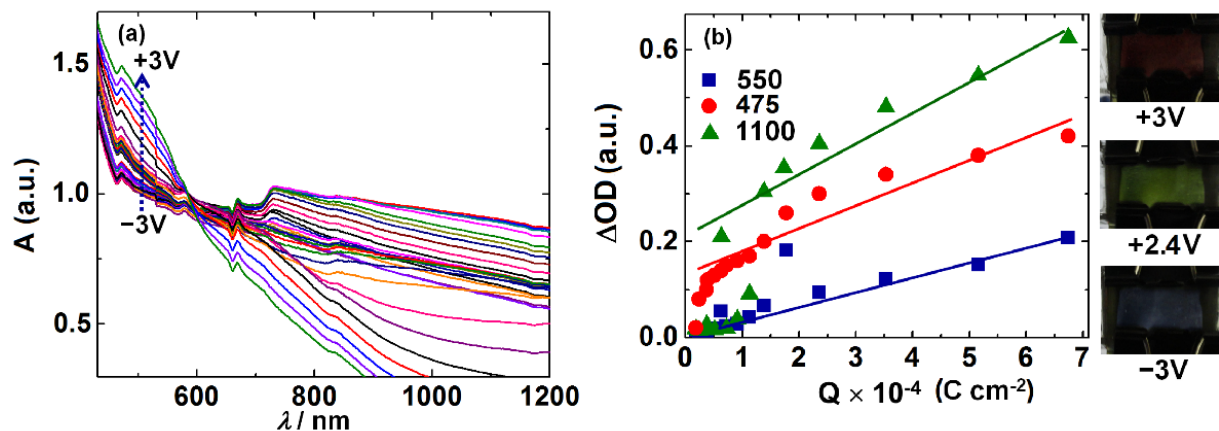 (a)
+3V
−3V
1.5
1.0
0.5
A (a.u.)
600 800 1000 1200
λ / nm
(b)
550
475
1100
0.6
0.4
0.2
0.0
ΔOD (a.u.)
0 1 2 3 4 5 6 7
Q × 10⁻⁴ (C cm⁻²)
+3V
+2.4V
−3V